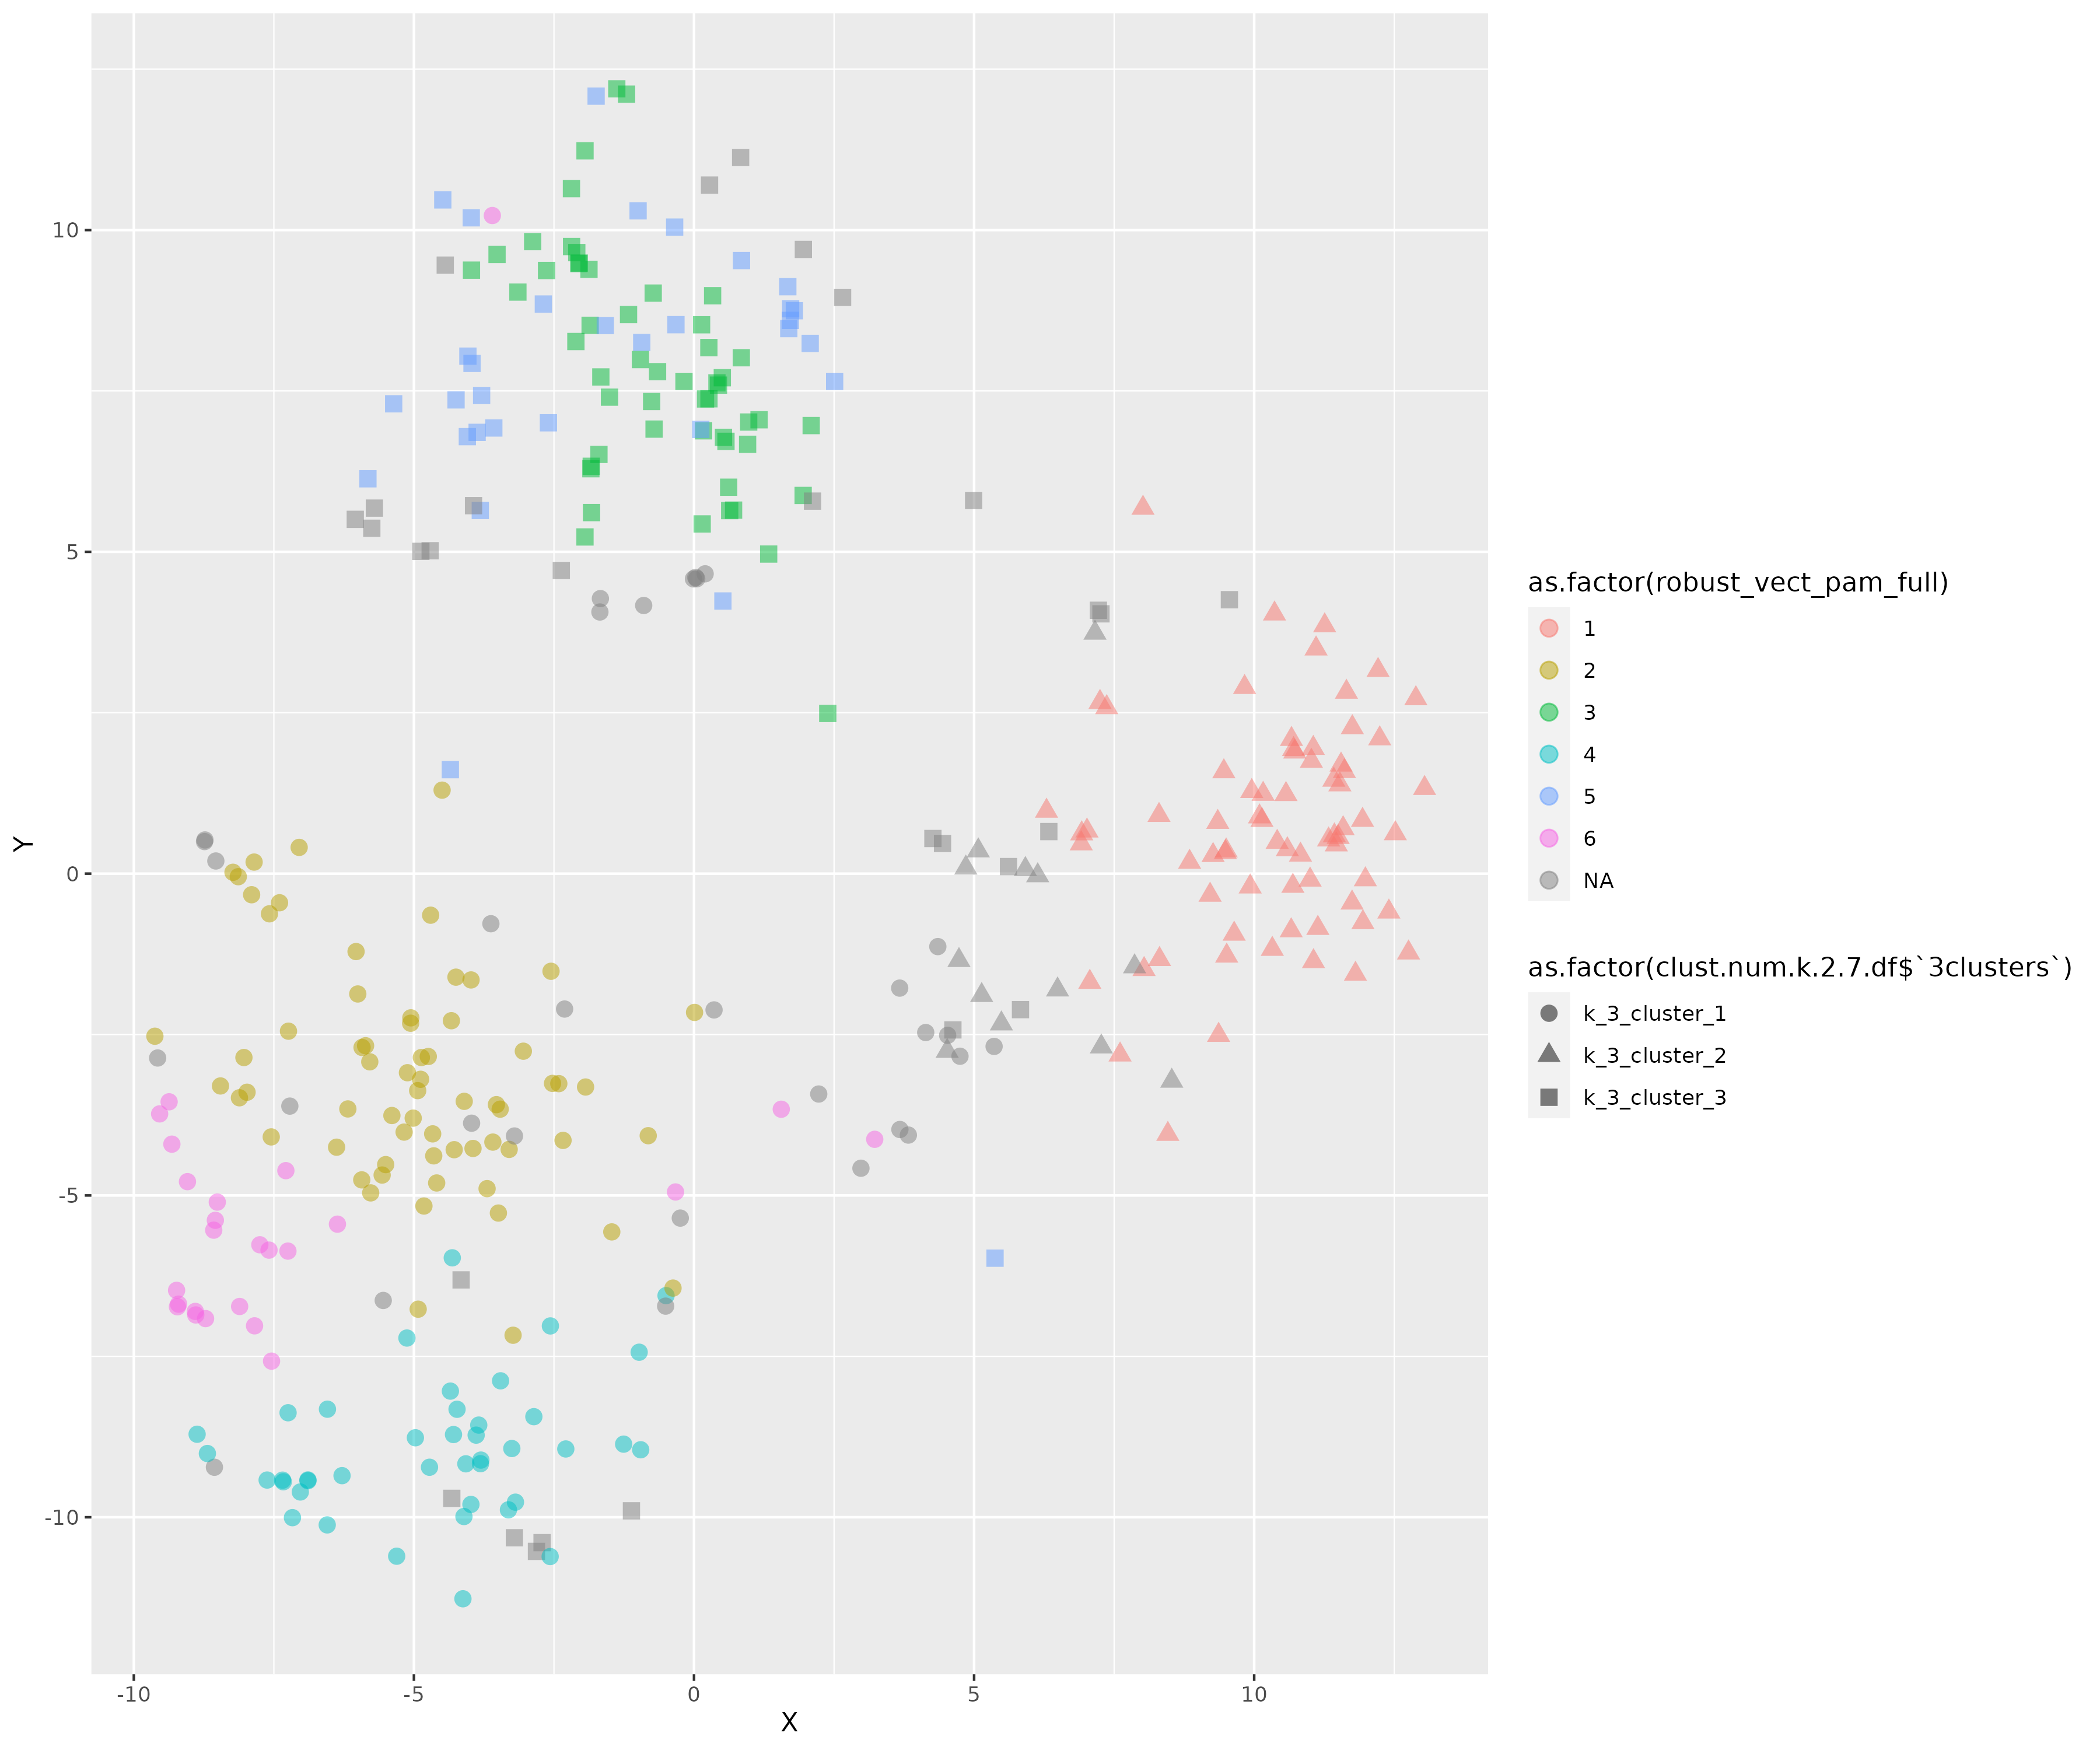 10
5
0
-5
-10
Y
-10
-5
0
5
10
X
as.factor(robust_vect_pam_full)
1
2
3
4
5
6
NA
as.factor(clust.num.k.2.7.df$`3clusters`)
k_3_cluster_1
k_3_cluster_2
k_3_cluster_3